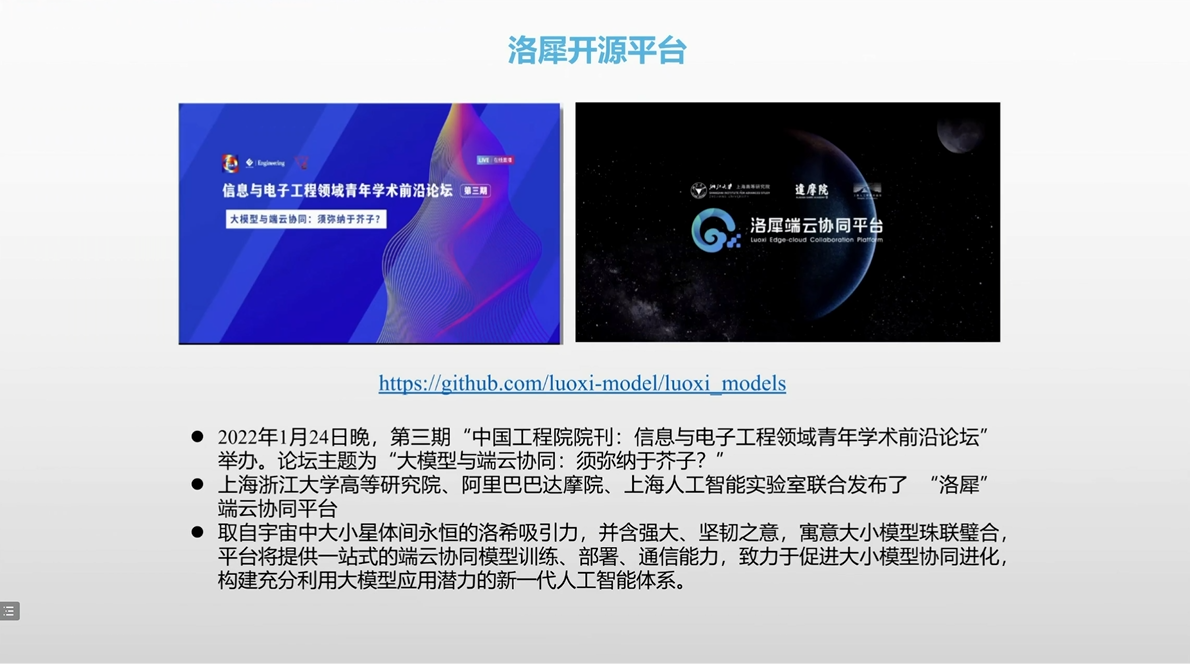 洛犀开源平台
Engineering
LIVE 在线直播
信息与电子工程领域青年学术前沿论坛 第三期
大模型与端云协同：须弥纳于芥子？
浙江大学 上海高等研究院
达摩院
洛犀端云协同平台
Luoxi Edge-cloud Collaboration Platform
https://github.com/luoxi-model/luoxi_models
● 2022年1月24日晚，第三期“中国工程院院刊：信息与电子工程领域青年学术前沿论坛”
举办。论坛主题为“大模型与端云协同：须弥纳于芥子？”
● 上海浙江大学高等研究院、阿里巴巴达摩院、上海人工智能实验室联合发布了 “洛犀”
端云协同平台
● 取自宇宙中大小星体间永恒的洛希吸引力，并含强大、坚韧之意，寓意大小模型珠联璧合，
平台将提供一站式的端云协同模型训练、部署、通信能力，致力于促进大小模型协同进化，
构建充分利用大模型应用潜力的新一代人工智能体系。